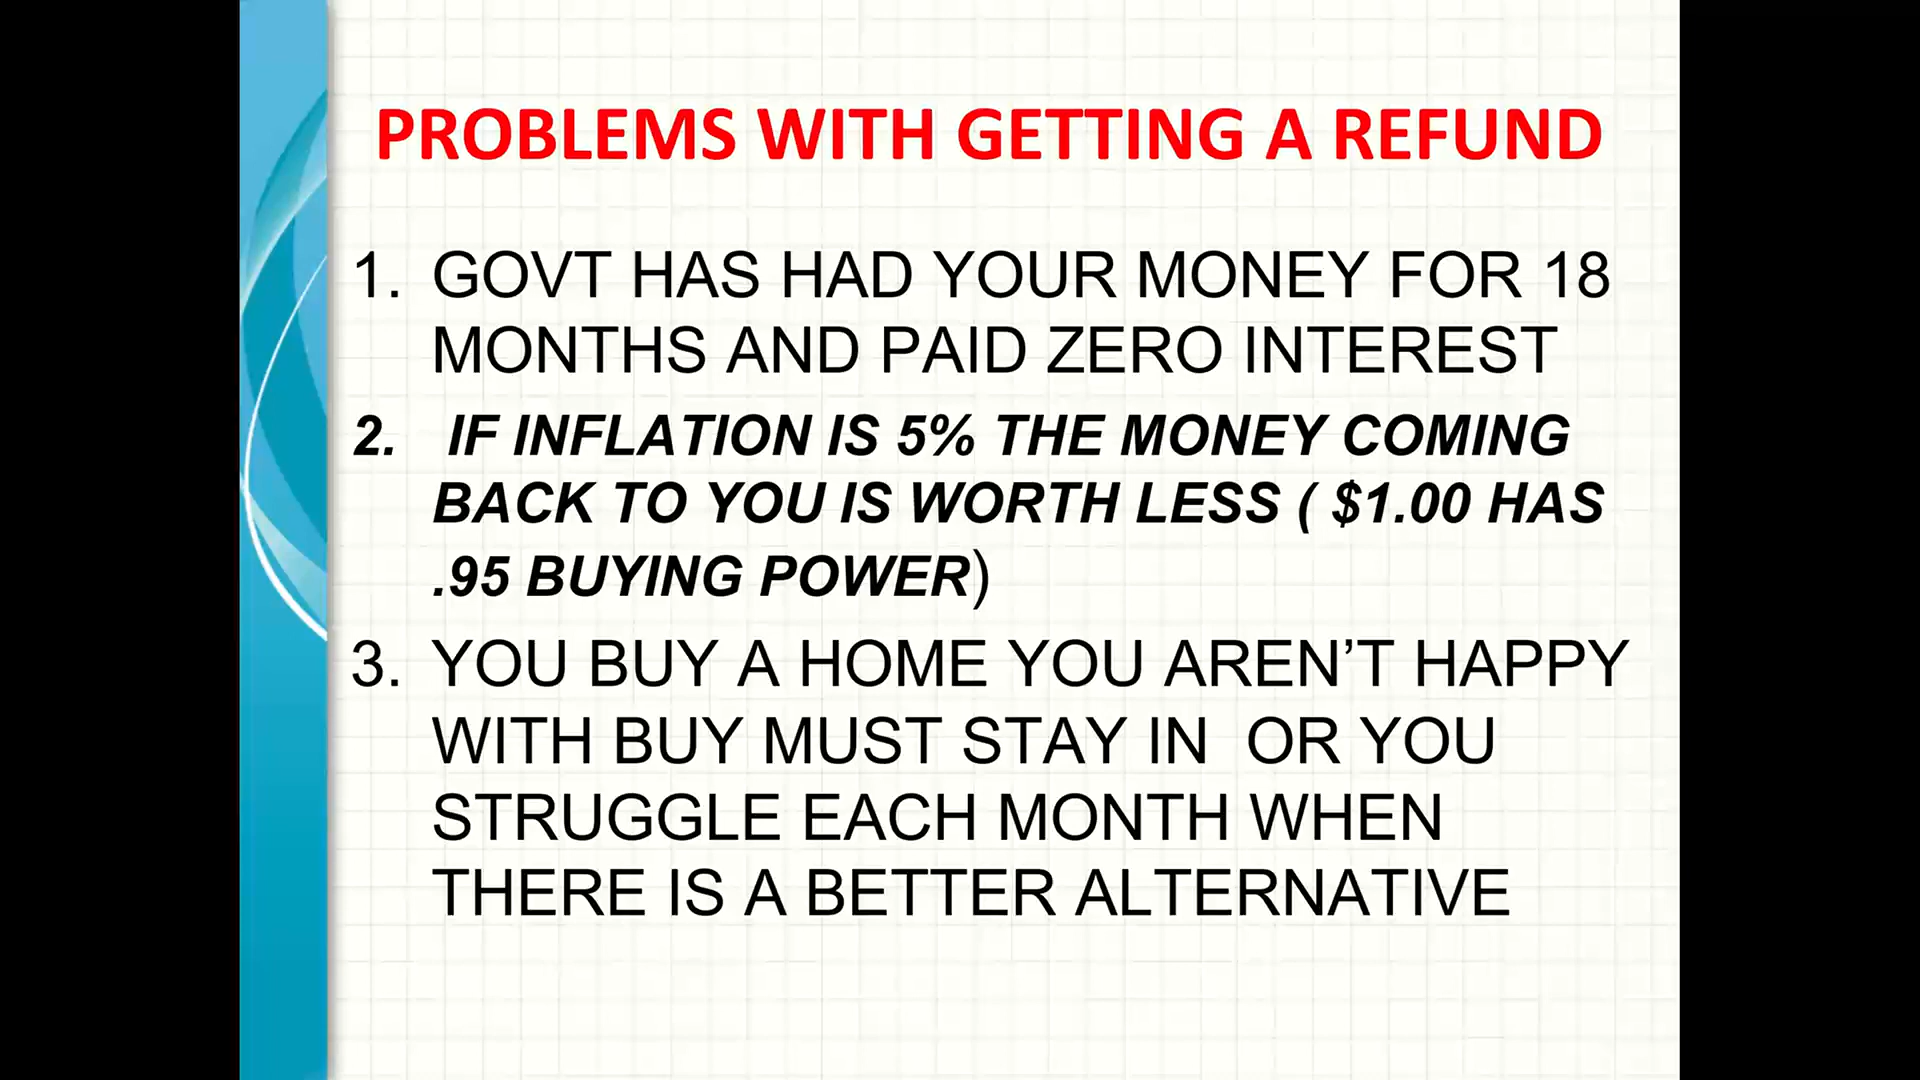 PROBLEMS WITH GETTING A REFUND
1. GOVT HAS HAD YOUR MONEY FOR 18
MONTHS AND PAID ZERO INTEREST
2. IF INFLATION IS 5% THE MONEY COMING
BACK TO YOU IS WORTH LESS ( $1.00 HAS
.95 BUYING POWER)
3. YOU BUY A HOME YOU AREN’T HAPPY
WITH BUY MUST STAY IN OR YOU
STRUGGLE EACH MONTH WHEN
THERE IS A BETTER ALTERNATIVE